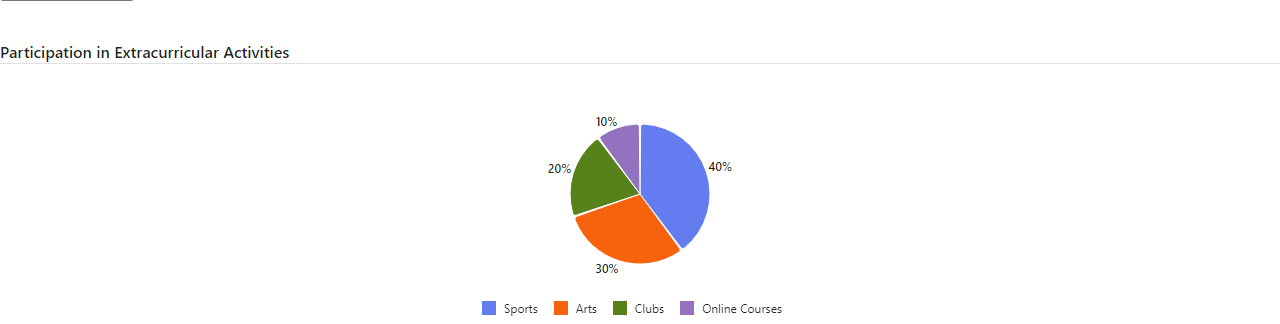 Participation in Extracurricular Activities
10%
40%
20%
30%
Sports Arts Clubs Online Courses